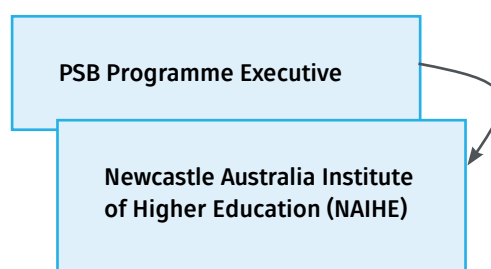 PSB Programme Executive
Newcastle Australia Institute
of Higher Education (NAIHE)